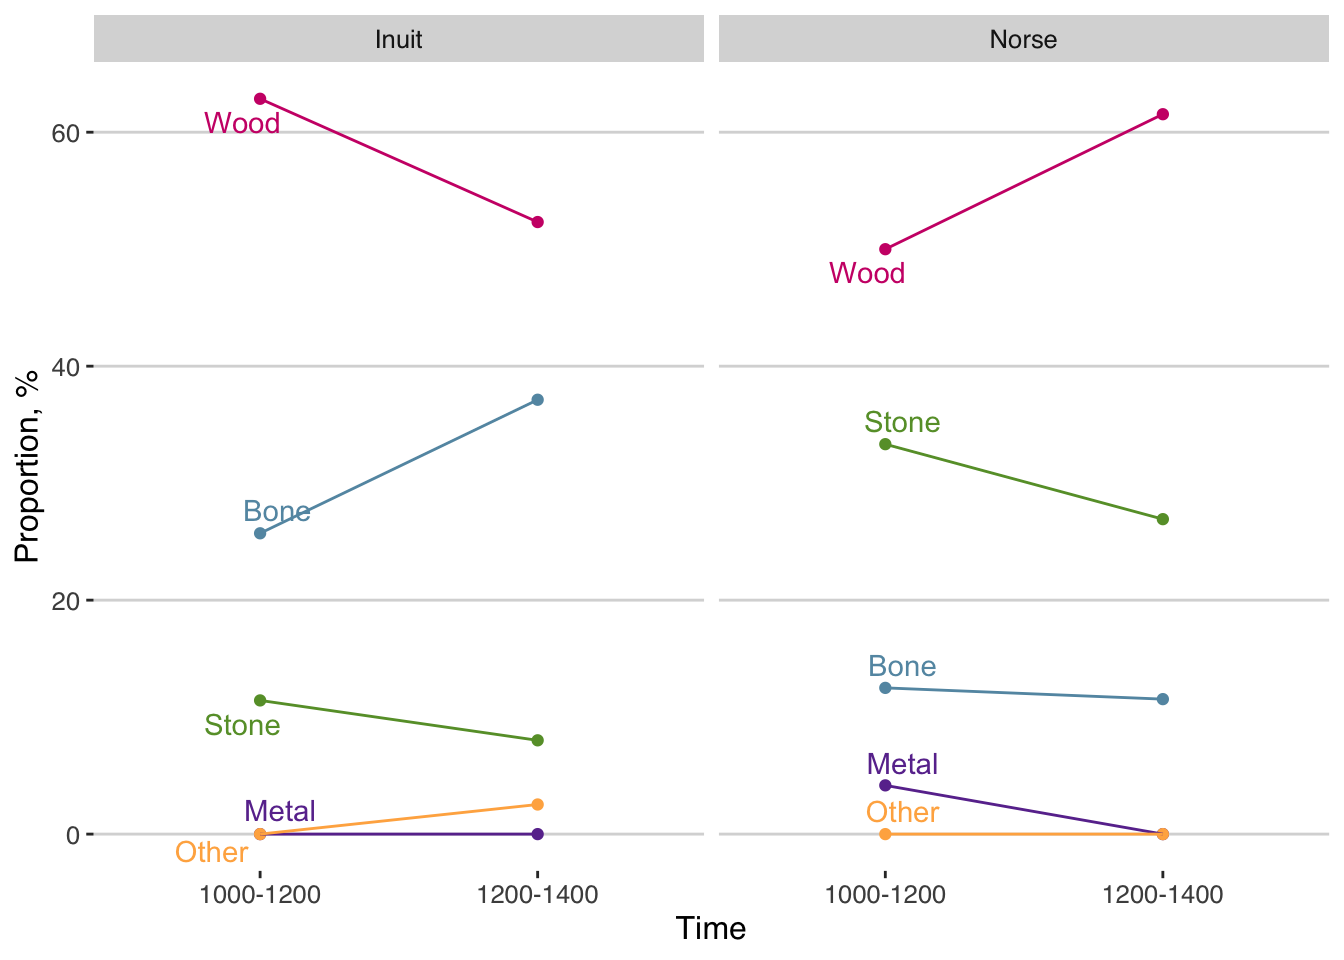 Inuit
Norse
Proportion, %
60
40
20
0
Wood
Bone
Stone
Metal
Other
Wood
Stone
Bone
Metal
Other
1000-1200
1200-1400
1000-1200
1200-1400
Time